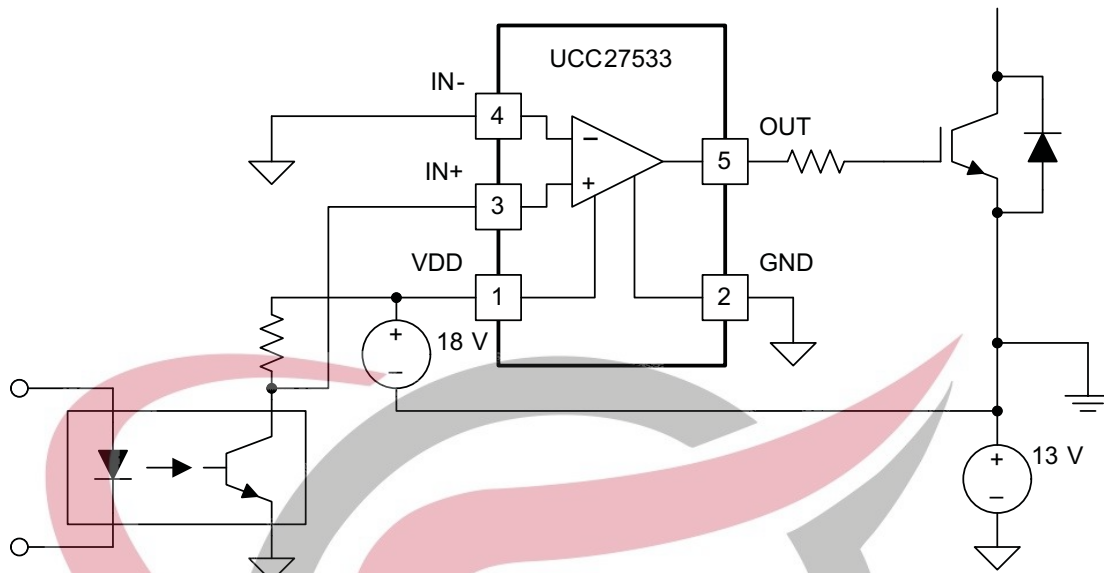 UCC27533
IN-
4
OUT
5
IN+
3
VDD
1
GND
2
18 V
13 V